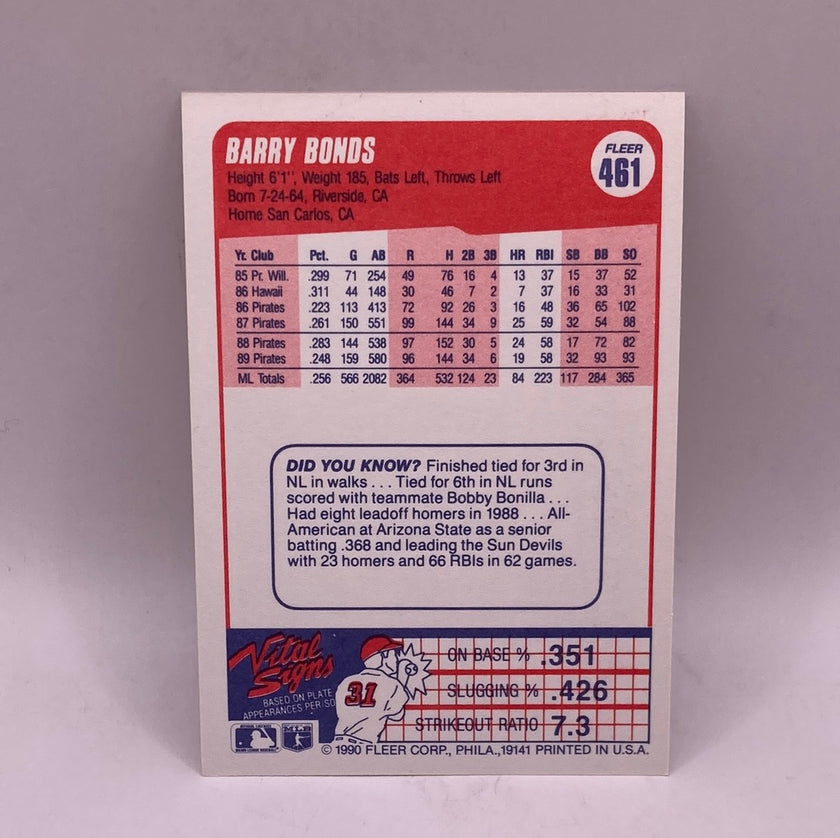 BARRY BONDS
FLEER
461
Height 6'1", Weight 185, Bats Left, Throws Left
Born 7-24-64, Riverside, CA
Home San Carlos, CA
Yr. Club Pct. G AB R H 2B 3B HR RBI SB BB SO
85 Pr. Will. .299 71 254 49 76 16 4 13 37 15 37 52
86 Hawaii .311 44 148 30 46 7 2 7 37 16 33 31
86 Pirates .223 113 413 72 92 26 3 16 48 36 65 102
87 Pirates .261 150 551 99 144 34 9 25 59 32 54 88
88 Pirates .283 144 538 97 152 30 5 24 58 17 72 82
89 Pirates .248 159 580 96 144 34 6 19 58 32 93 93
ML Totals .256 566 2082 364 532 124 23 84 223 117 284 365
DID YOU KNOW? Finished tied for 3rd in
NL in walks . . . Tied for 6th in NL runs
scored with teammate Bobby Bonilla . . .
Had eight leadoff homers in 1988 . . . All-
American at Arizona State as a senior
batting .368 and leading the Sun Devils
with 23 homers and 66 RBIs in 62 games.
Vital
Signs
BASED ON PLATE
APPEARANCES PER SO
31
ON BASE % .351
SLUGGING % .426
STRIKEOUT RATIO 7.3
MLB
© 1990 FLEER CORP., PHILA.,19141 PRINTED IN U.S.A.